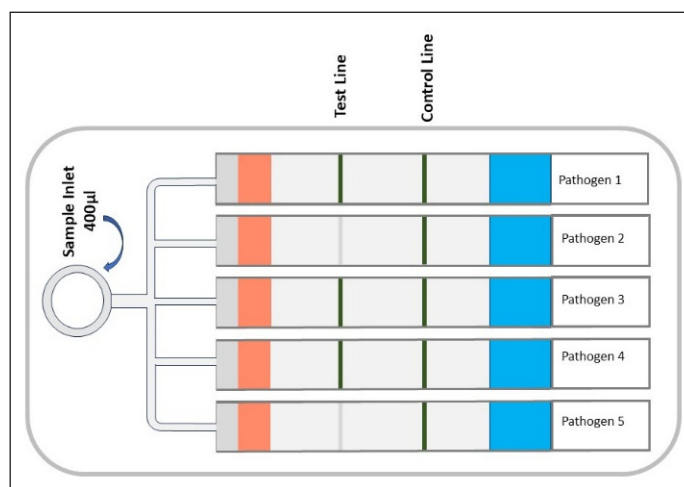 Test Line
Control Line
Sample Inlet
400µl
Pathogen 1
Pathogen 2
Pathogen 3
Pathogen 4
Pathogen 5